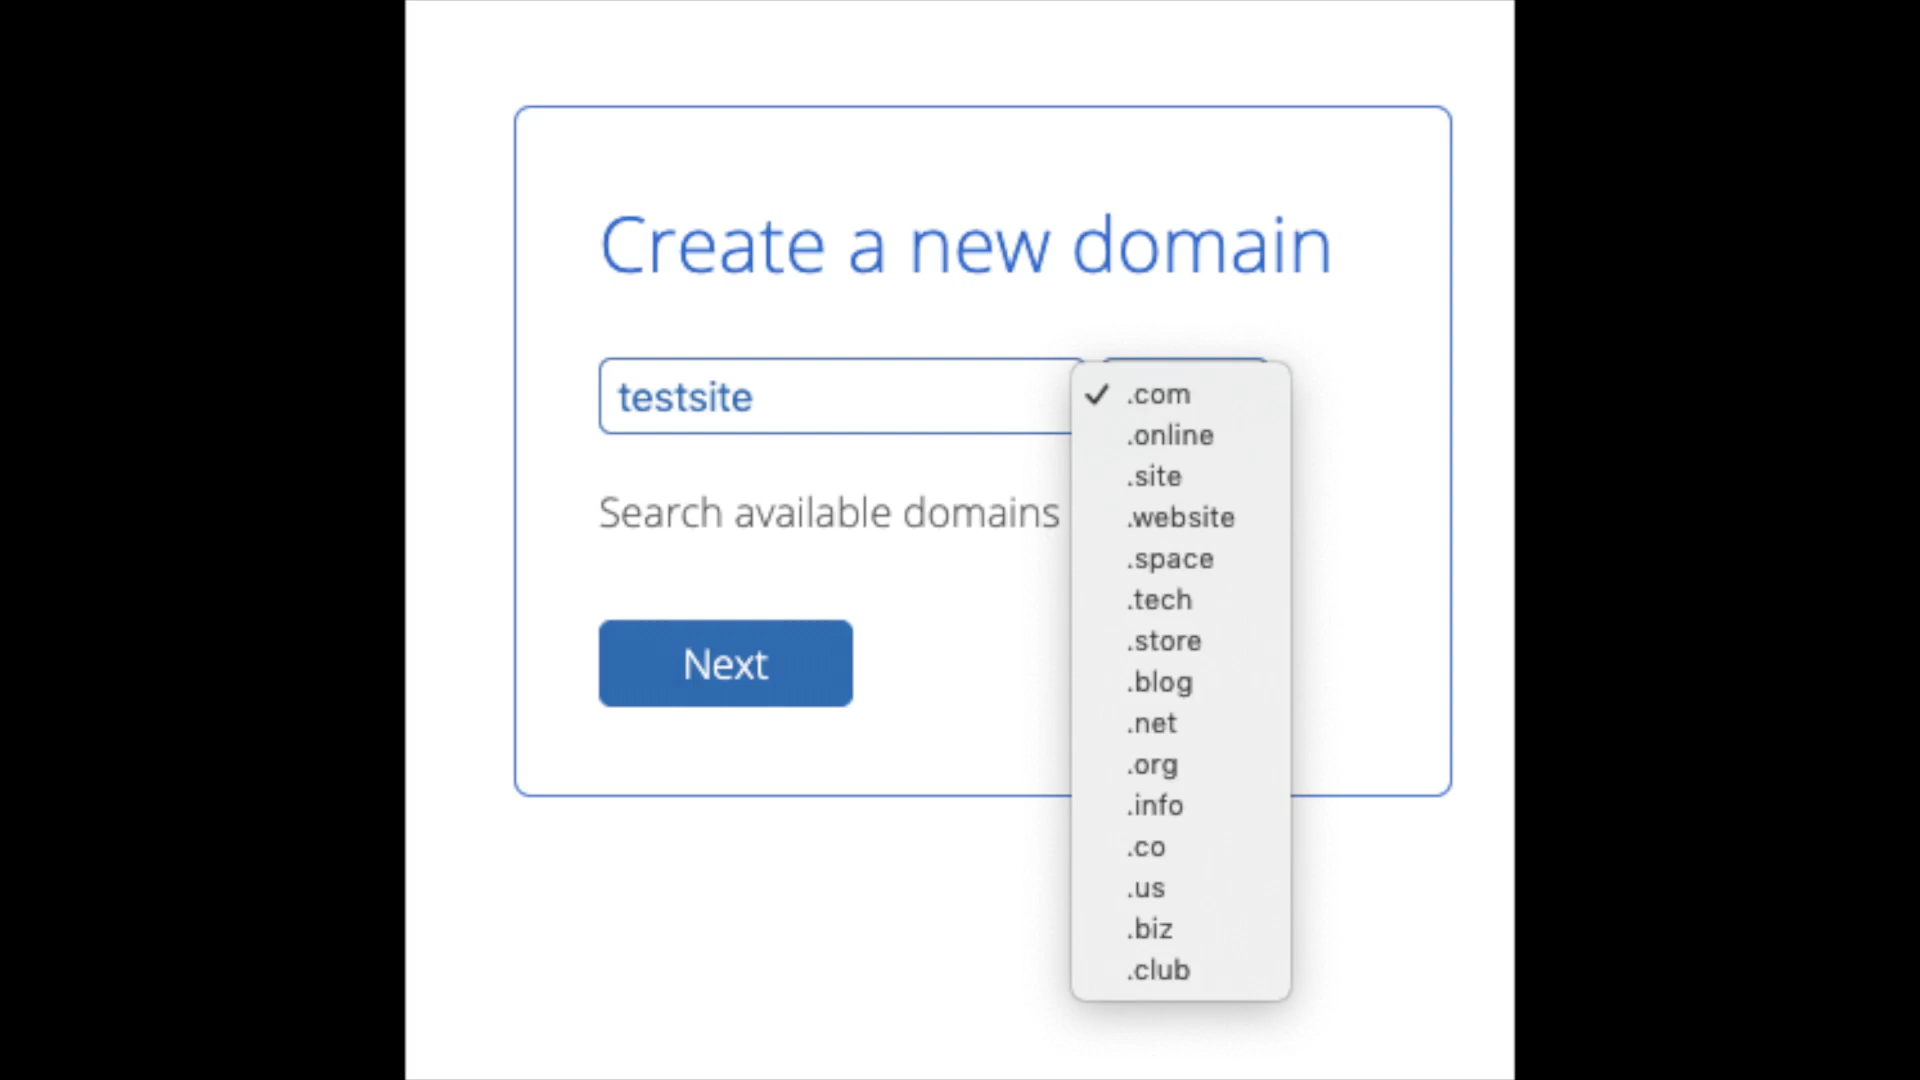 Create a new domain
testsite
✓ .com
.online
.site
Search available domains
.website
.space
.tech
.store
Next
.blog
.net
.org
.info
.co
.us
.biz
.club